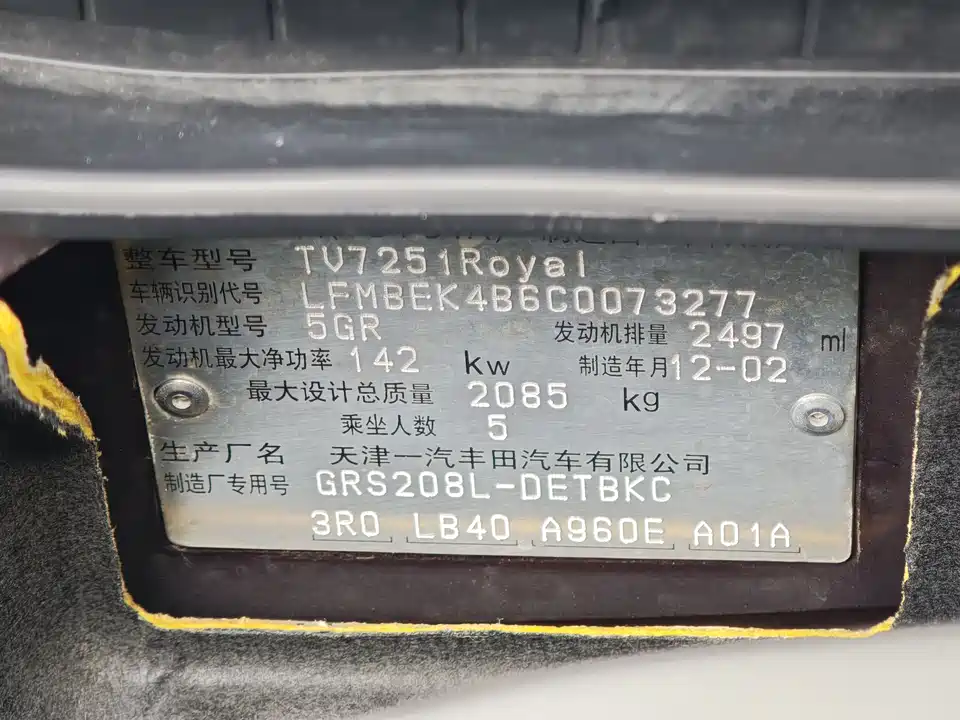 整车型号 TV7251Royal
车辆识别代号 LFMBEK4B6C0073277
发动机型号 5GR 发动机排量 2497 ml
发动机最大净功率 142 kw 制造年月 12-02
最大设计总质量 2085 kg
乘坐人数 5
生产厂名 天津一汽丰田汽车有限公司
制造厂专用号 GRS208L-DETBKC
3R0 LB40 A960E A01A